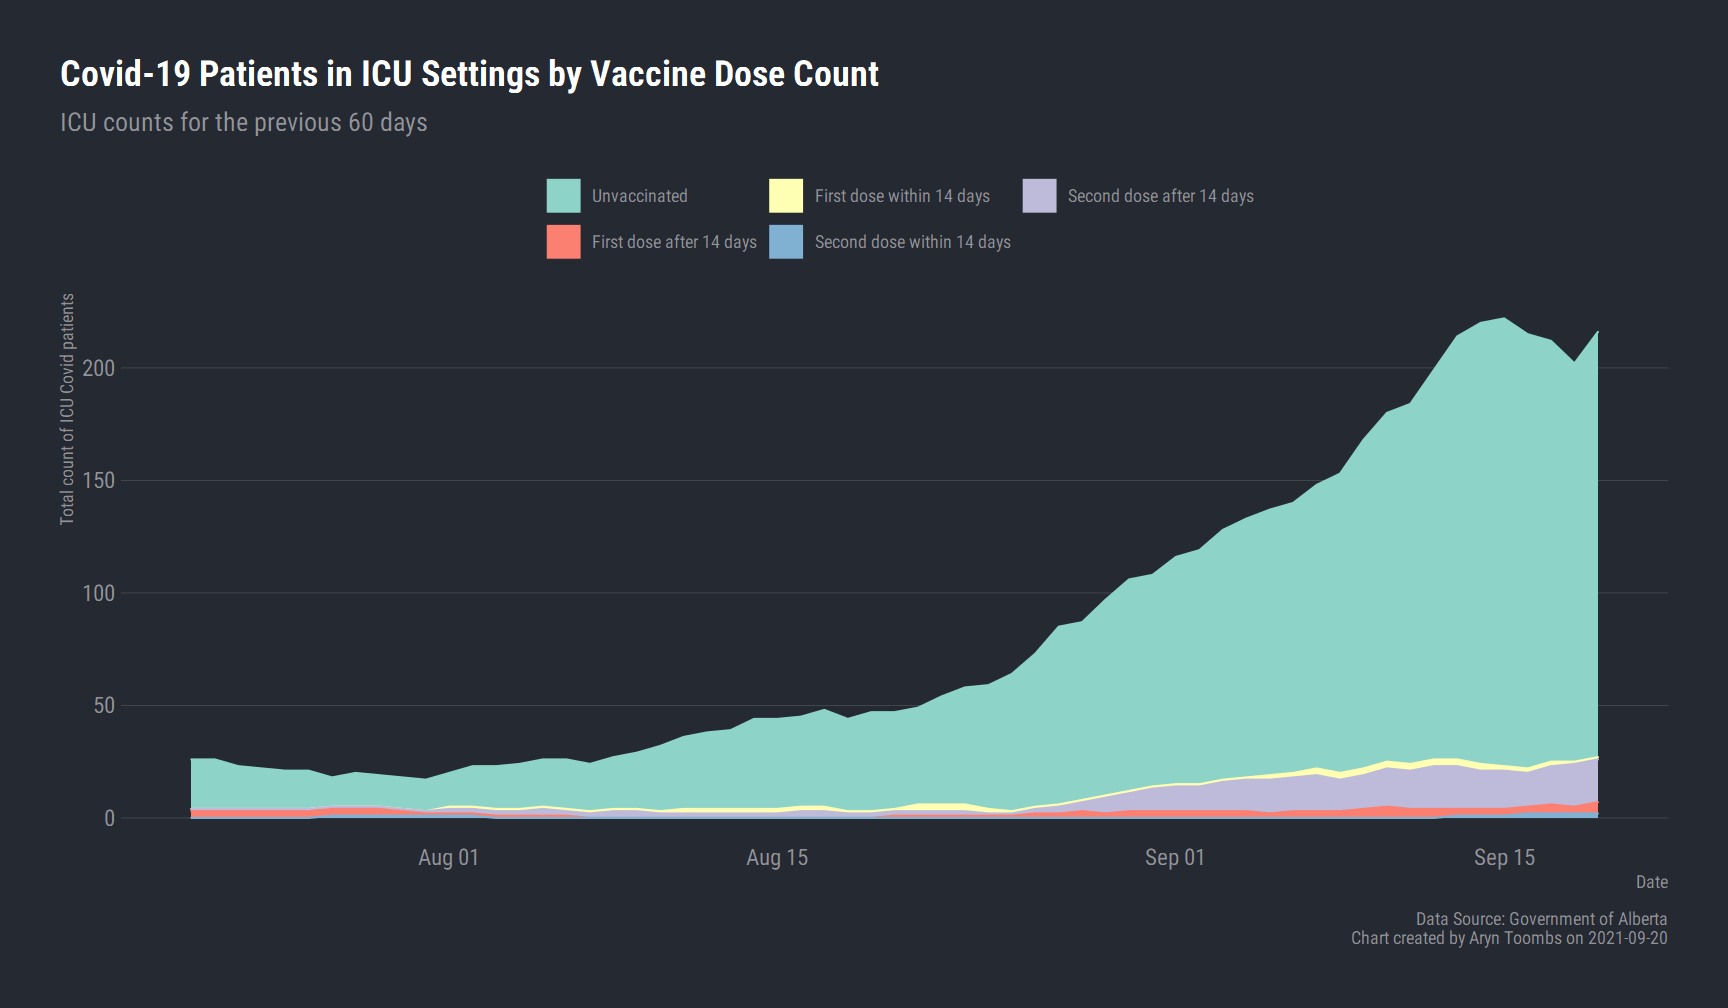 Covid-19 Patients in ICU Settings by Vaccine Dose Count
ICU counts for the previous 60 days
Unvaccinated
First dose within 14 days
Second dose after 14 days
First dose after 14 days
Second dose within 14 days
Total count of ICU Covid patients
200
150
100
50
0
Aug 01
Aug 15
Sep 01
Sep 15
Date
Data Source: Government of Alberta
Chart created by Aryn Toombs on 2021-09-20